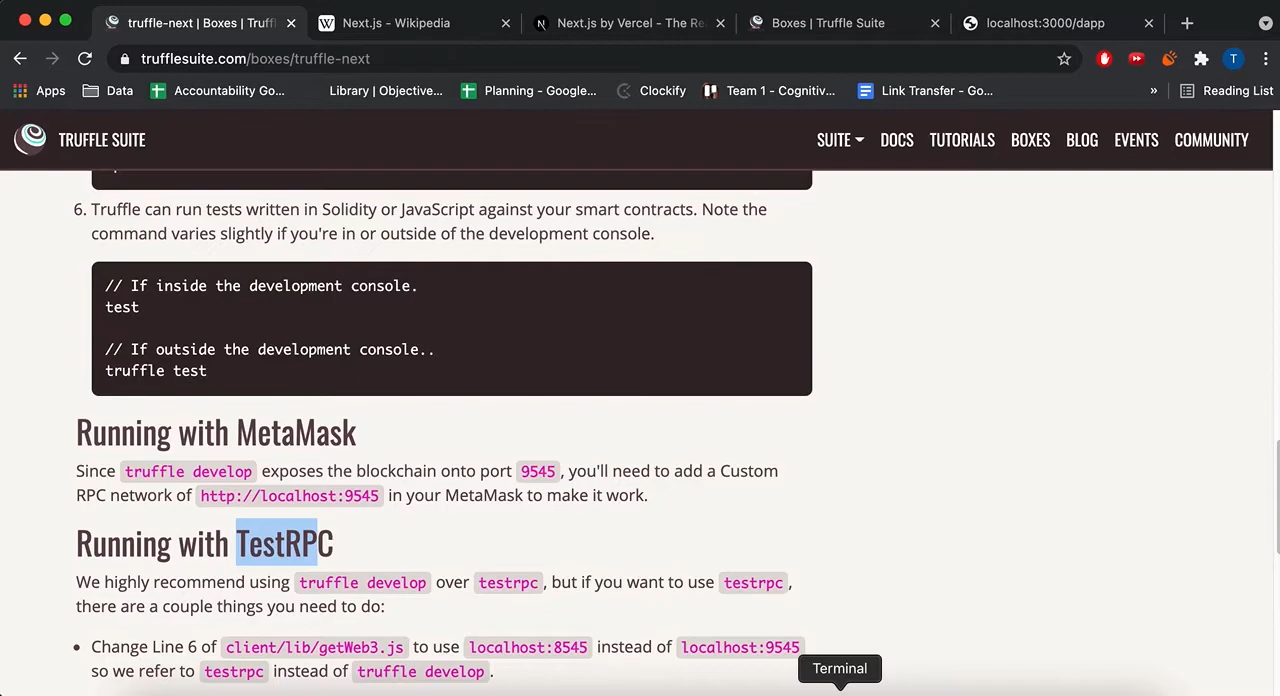 truffle-next | Boxes | Truffl
Next.js - Wikipedia
Next.js by Vercel - The Re
Boxes | Truffle Suite
localhost:3000/dapp
trufflesuite.com/boxes/truffle-next
T
Apps
Data
Accountability Go...
Library | Objective...
Planning - Google...
Clockify
Team 1 - Cognitiv...
Link Transfer - Go...
»
Reading List
TRUFFLE SUITE
SUITE
DOCS
TUTORIALS
BOXES
BLOG
EVENTS
COMMUNITY
6. Truffle can run tests written in Solidity or JavaScript against your smart contracts. Note the
command varies slightly if you're in or outside of the development console.
// If inside the development console.
test
// If outside the development console..
truffle test
Running with MetaMask
Since truffle develop exposes the blockchain onto port 9545, you'll need to add a Custom
RPC network of http://localhost:9545 in your MetaMask to make it work.
Running with TestRPC
We highly recommend using truffle develop over testrpc, but if you want to use testrpc,
there are a couple things you need to do:
• Change Line 6 of client/lib/getWeb3.js to use localhost:8545 instead of localhost:9545
so we refer to testrpc instead of truffle develop.
Terminal